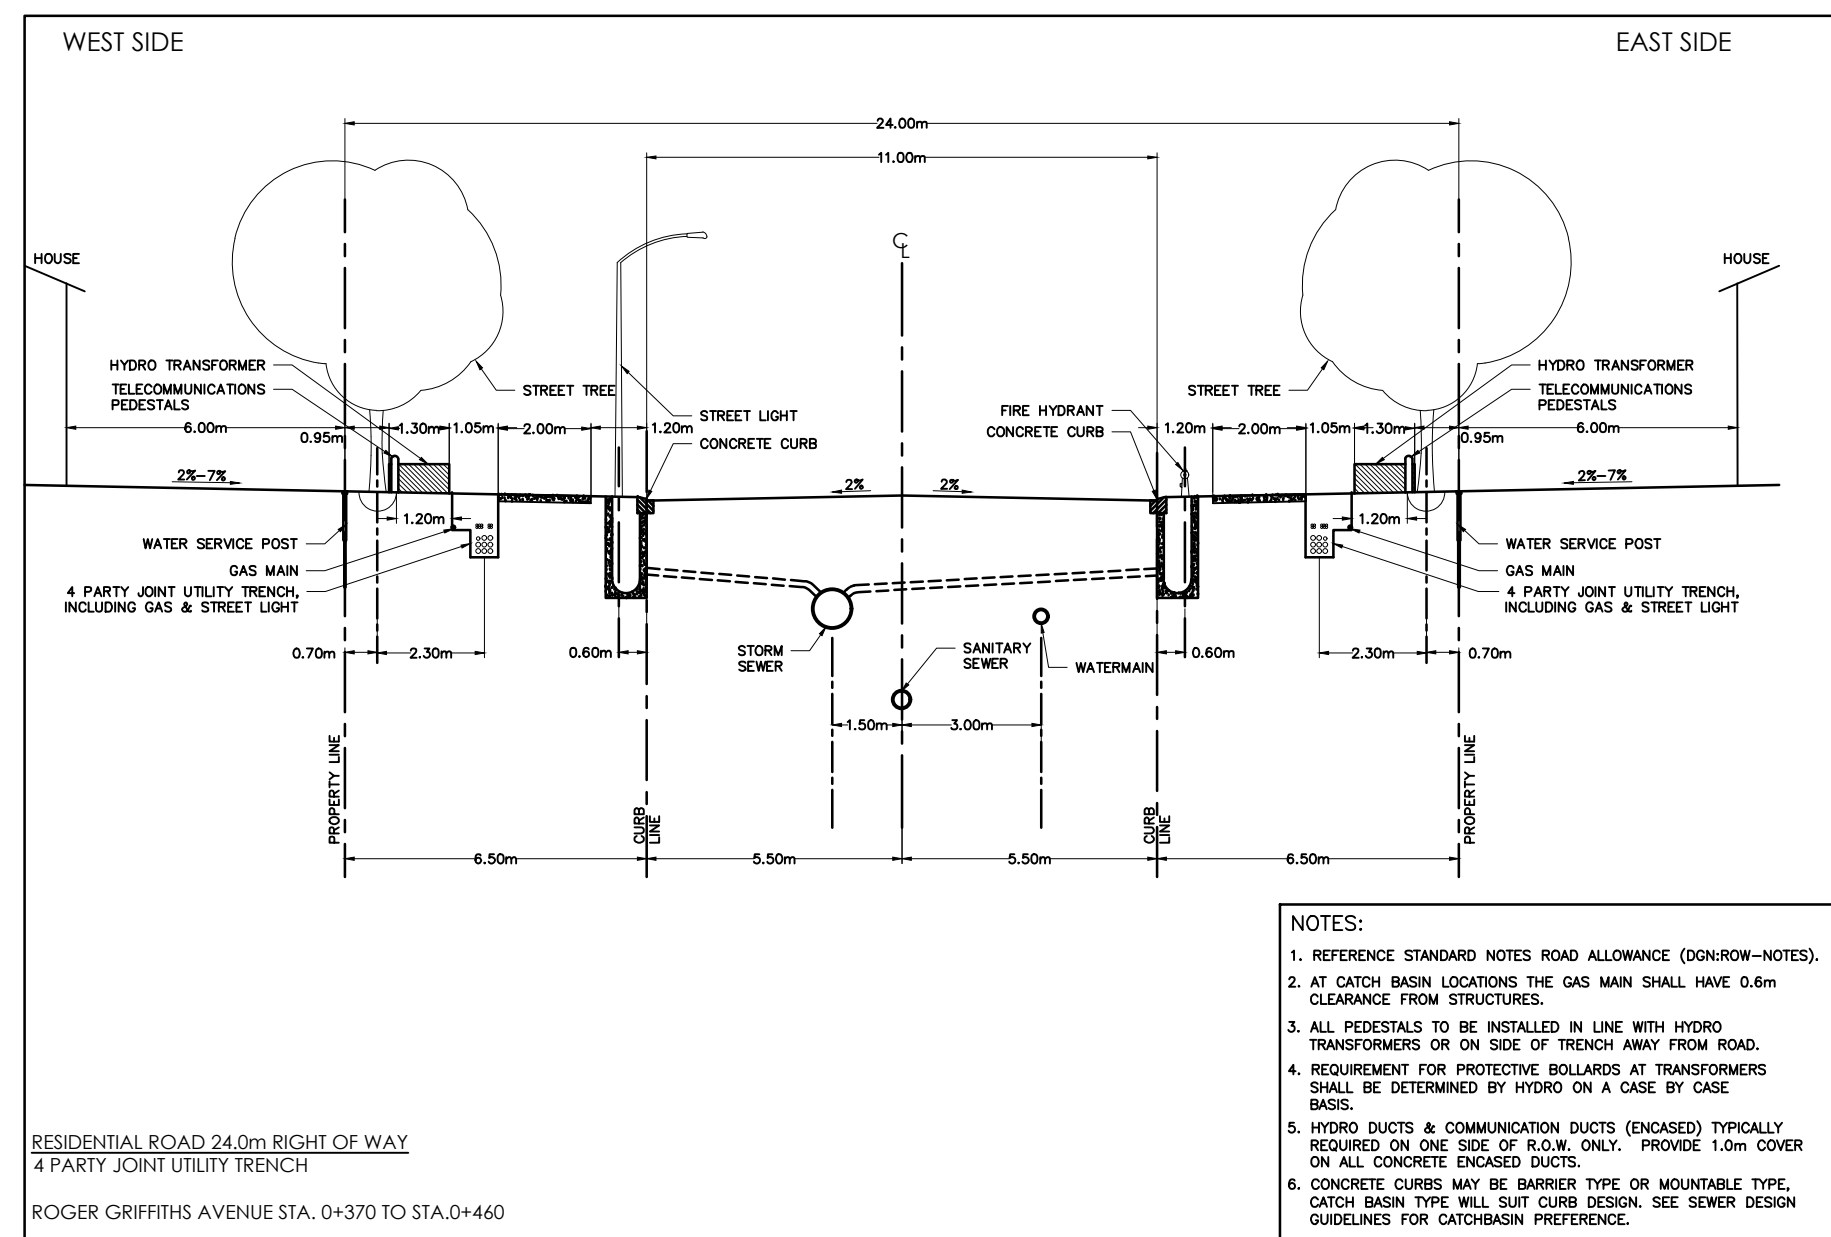 WEST SIDE
EAST SIDE
24.00m
11.00m
℄
HOUSE
HOUSE
HYDRO TRANSFORMER
TELECOMMUNICATIONS
PEDESTALS
STREET TREE
STREET LIGHT
CONCRETE CURB
FIRE HYDRANT
CONCRETE CURB
STREET TREE
HYDRO TRANSFORMER
TELECOMMUNICATIONS
PEDESTALS
6.00m
0.95m
1.30m
1.05m
2.00m
1.20m
1.20m
2.00m
1.05m
1.30m
0.95m
6.00m
2%-7%
2%
2%
2%-7%
1.20m
1.20m
WATER SERVICE POST
GAS MAIN
4 PARTY JOINT UTILITY TRENCH,
INCLUDING GAS & STREET LIGHT
WATER SERVICE POST
GAS MAIN
4 PARTY JOINT UTILITY TRENCH,
INCLUDING GAS & STREET LIGHT
0.70m
2.30m
0.60m
STORM
SEWER
SANITARY
SEWER
WATERMAIN
0.60m
2.30m
0.70m
1.50m
3.00m
PROPERTY LINE
CURB
LINE
CURB
LINE
PROPERTY LINE
6.50m
5.50m
5.50m
6.50m
NOTES:
1. REFERENCE STANDARD NOTES ROAD ALLOWANCE (DGN:ROW-NOTES).
2. AT CATCH BASIN LOCATIONS THE GAS MAIN SHALL HAVE 0.6m
CLEARANCE FROM STRUCTURES.
3. ALL PEDESTALS TO BE INSTALLED IN LINE WITH HYDRO
TRANSFORMERS OR ON SIDE OF TRENCH AWAY FROM ROAD.
4. REQUIREMENT FOR PROTECTIVE BOLLARDS AT TRANSFORMERS
SHALL BE DETERMINED BY HYDRO ON A CASE BY CASE
BASIS.
5. HYDRO DUCTS & COMMUNICATION DUCTS (ENCASED) TYPICALLY
REQUIRED ON ONE SIDE OF R.O.W. ONLY. PROVIDE 1.0m COVER
ON ALL CONCRETE ENCASED DUCTS.
6. CONCRETE CURBS MAY BE BARRIER TYPE OR MOUNTABLE TYPE,
CATCH BASIN TYPE WILL SUIT CURB DESIGN. SEE SEWER DESIGN
GUIDELINES FOR CATCHBASIN PREFERENCE.
RESIDENTIAL ROAD 24.0m RIGHT OF WAY
4 PARTY JOINT UTILITY TRENCH
ROGER GRIFFITHS AVENUE STA. 0+370 TO STA.0+460